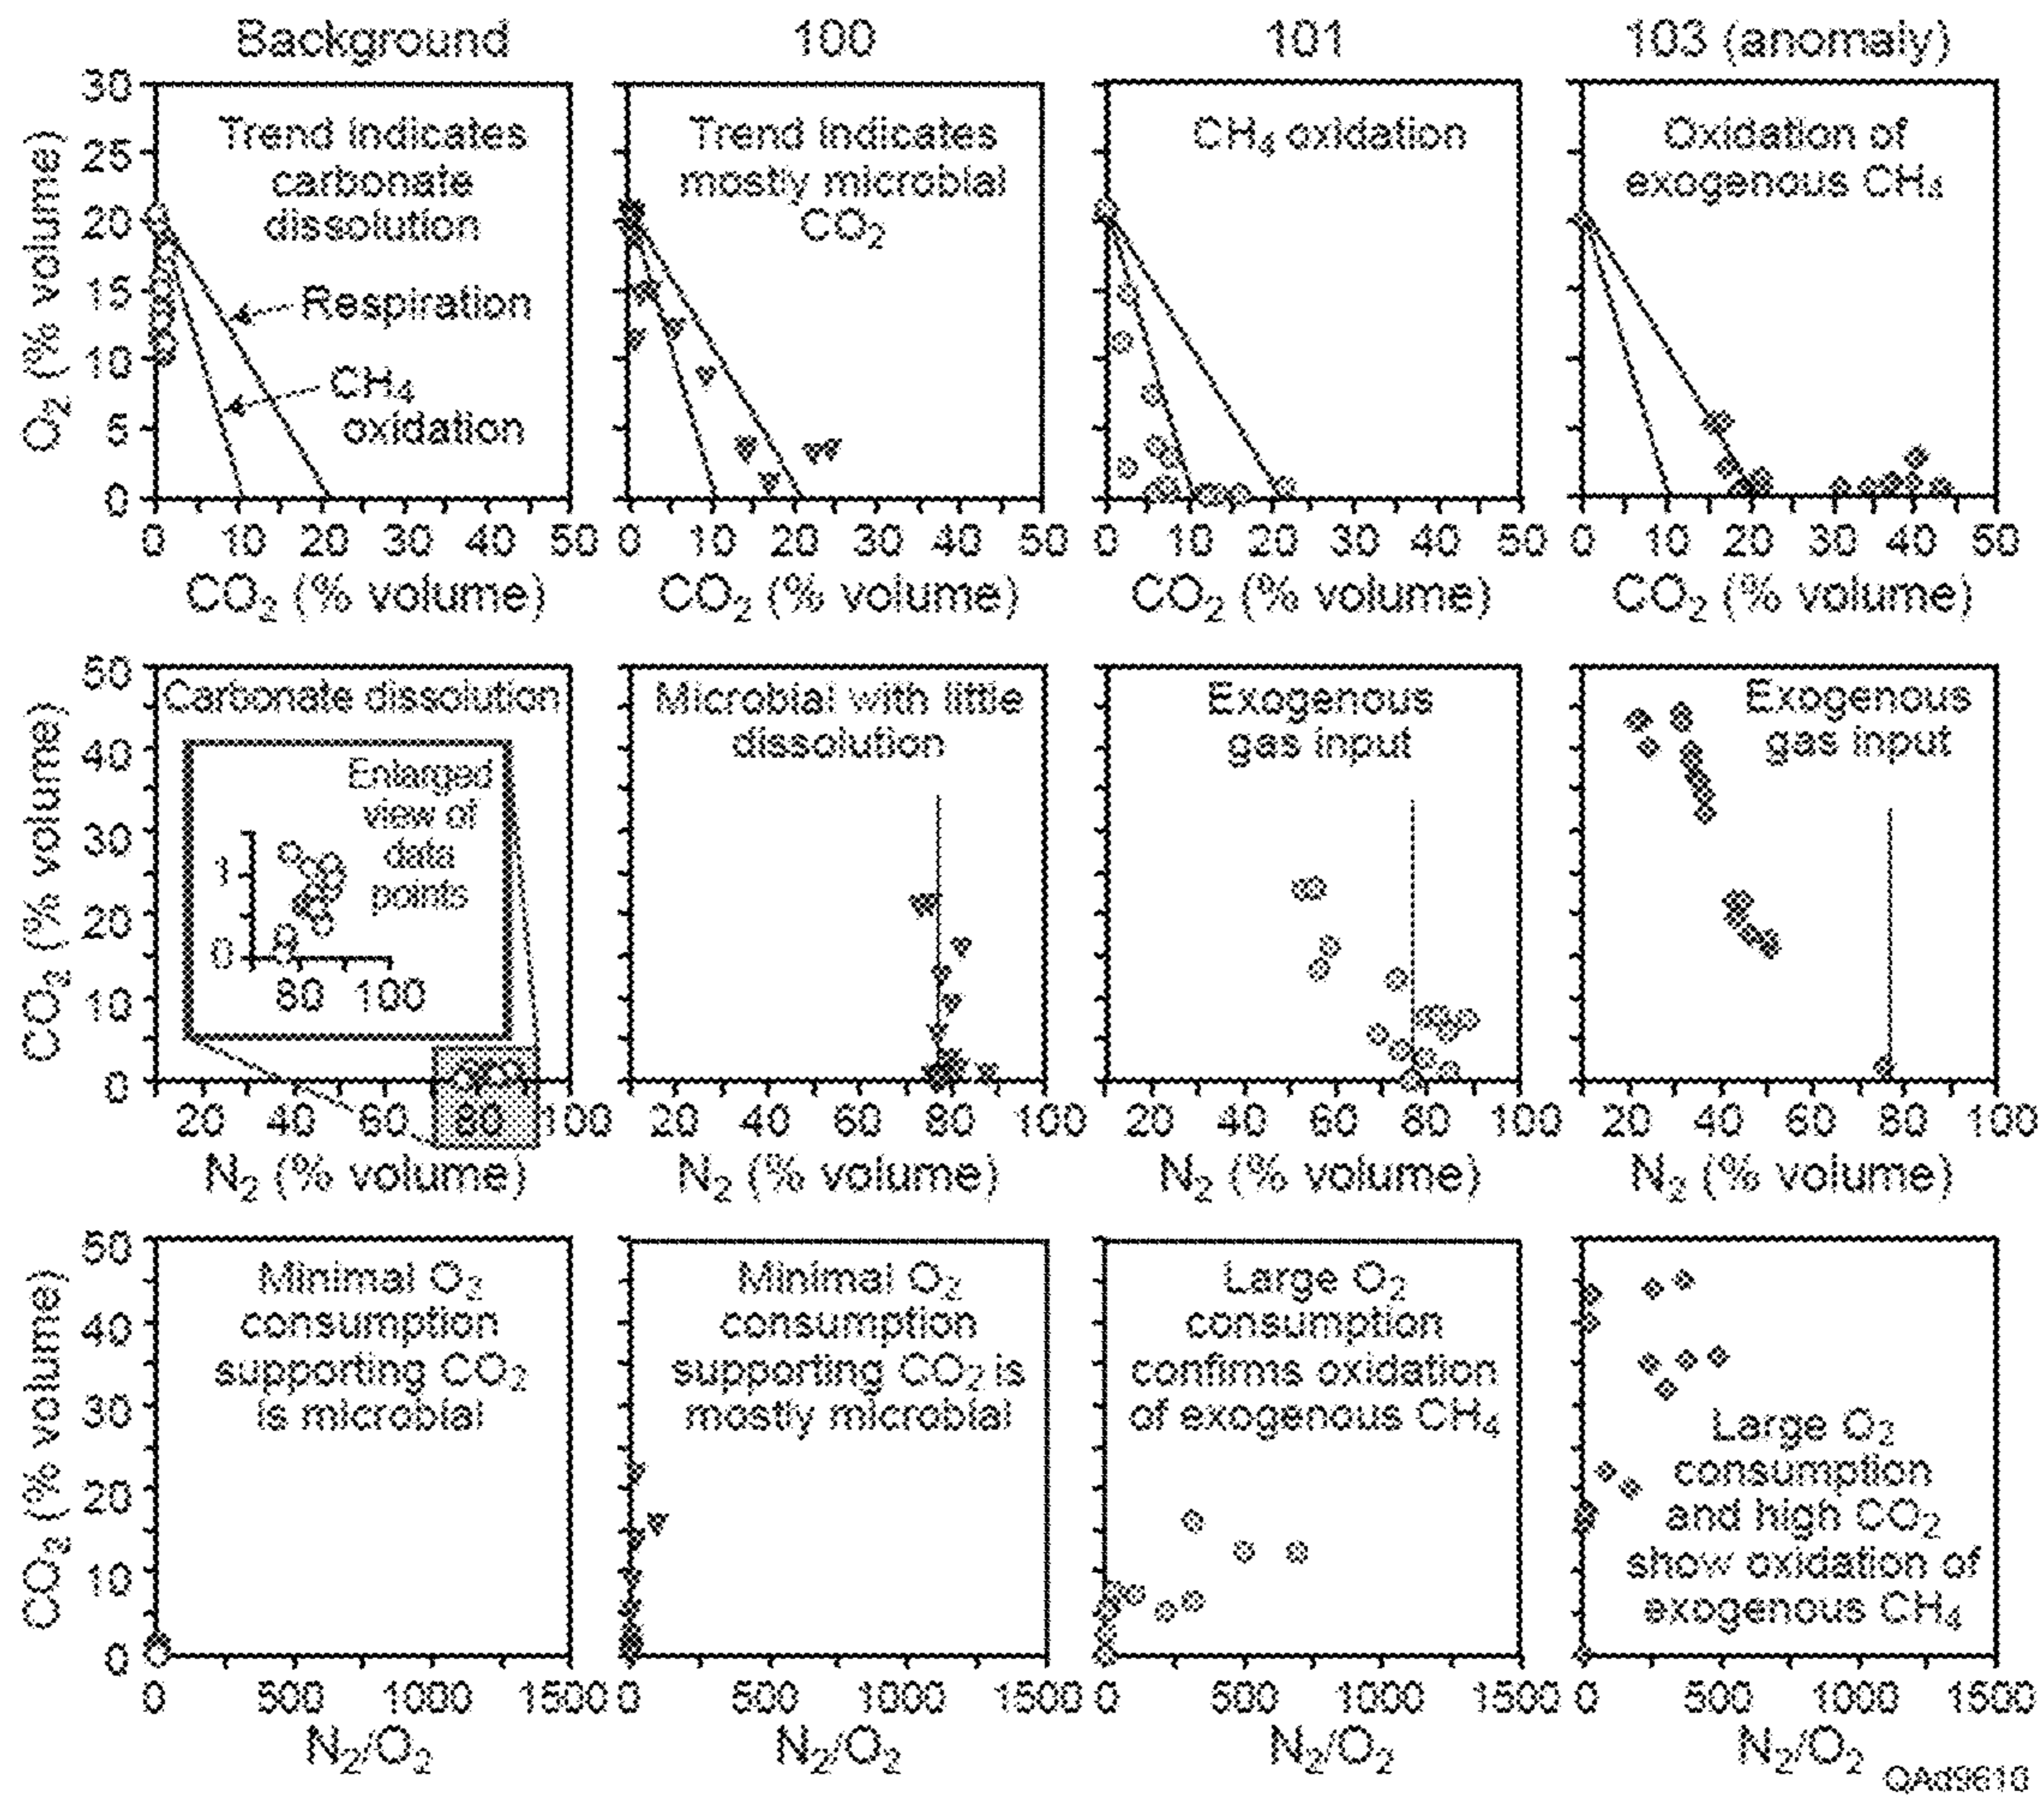 Background
100
101
103 (anomaly)
O₂ (% volume)
30
25
20
15
10
5
0
Trend indicates
carbonate
dissolution
Respiration
CH₄
oxidation
Trend indicates
mostly microbial
CO₂
CH₄ oxidation
Oxidation of
exogenous CH₄
0 10 20 30 40 50
0 10 20 30 40 50
0 10 20 30 40 50
0 10 20 30 40 50
CO₂ (% volume)
CO₂ (% volume)
CO₂ (% volume)
CO₂ (% volume)
CO₂ (% volume)
50
40
30
20
10
0
Carbonate dissolution
Enlarged
view of
data
points
0
80 100
Microbial with little
dissolution
Exogenous
gas input
Exogenous
gas input
20 40 60 80 100
20 40 60 80 100
20 40 60 80 100
20 40 60 80 100
N₂ (% volume)
N₂ (% volume)
N₂ (% volume)
N₂ (% volume)
CO₂ (% volume)
50
40
30
20
10
0
Minimal O₂
consumption
supporting CO₂
is microbial
Minimal O₂
consumption
supporting CO₂ is
mostly microbial
Large O₂
consumption
confirms oxidation
of exogenous CH₄
Large O₂
consumption
and high CO₂
show oxidation of
exogenous CH₄
0 500 1000 1500
0 500 1000 1500
0 500 1000 1500
0 500 1000 1500
N₂/O₂
N₂/O₂
N₂/O₂
N₂/O₂
QAd9610